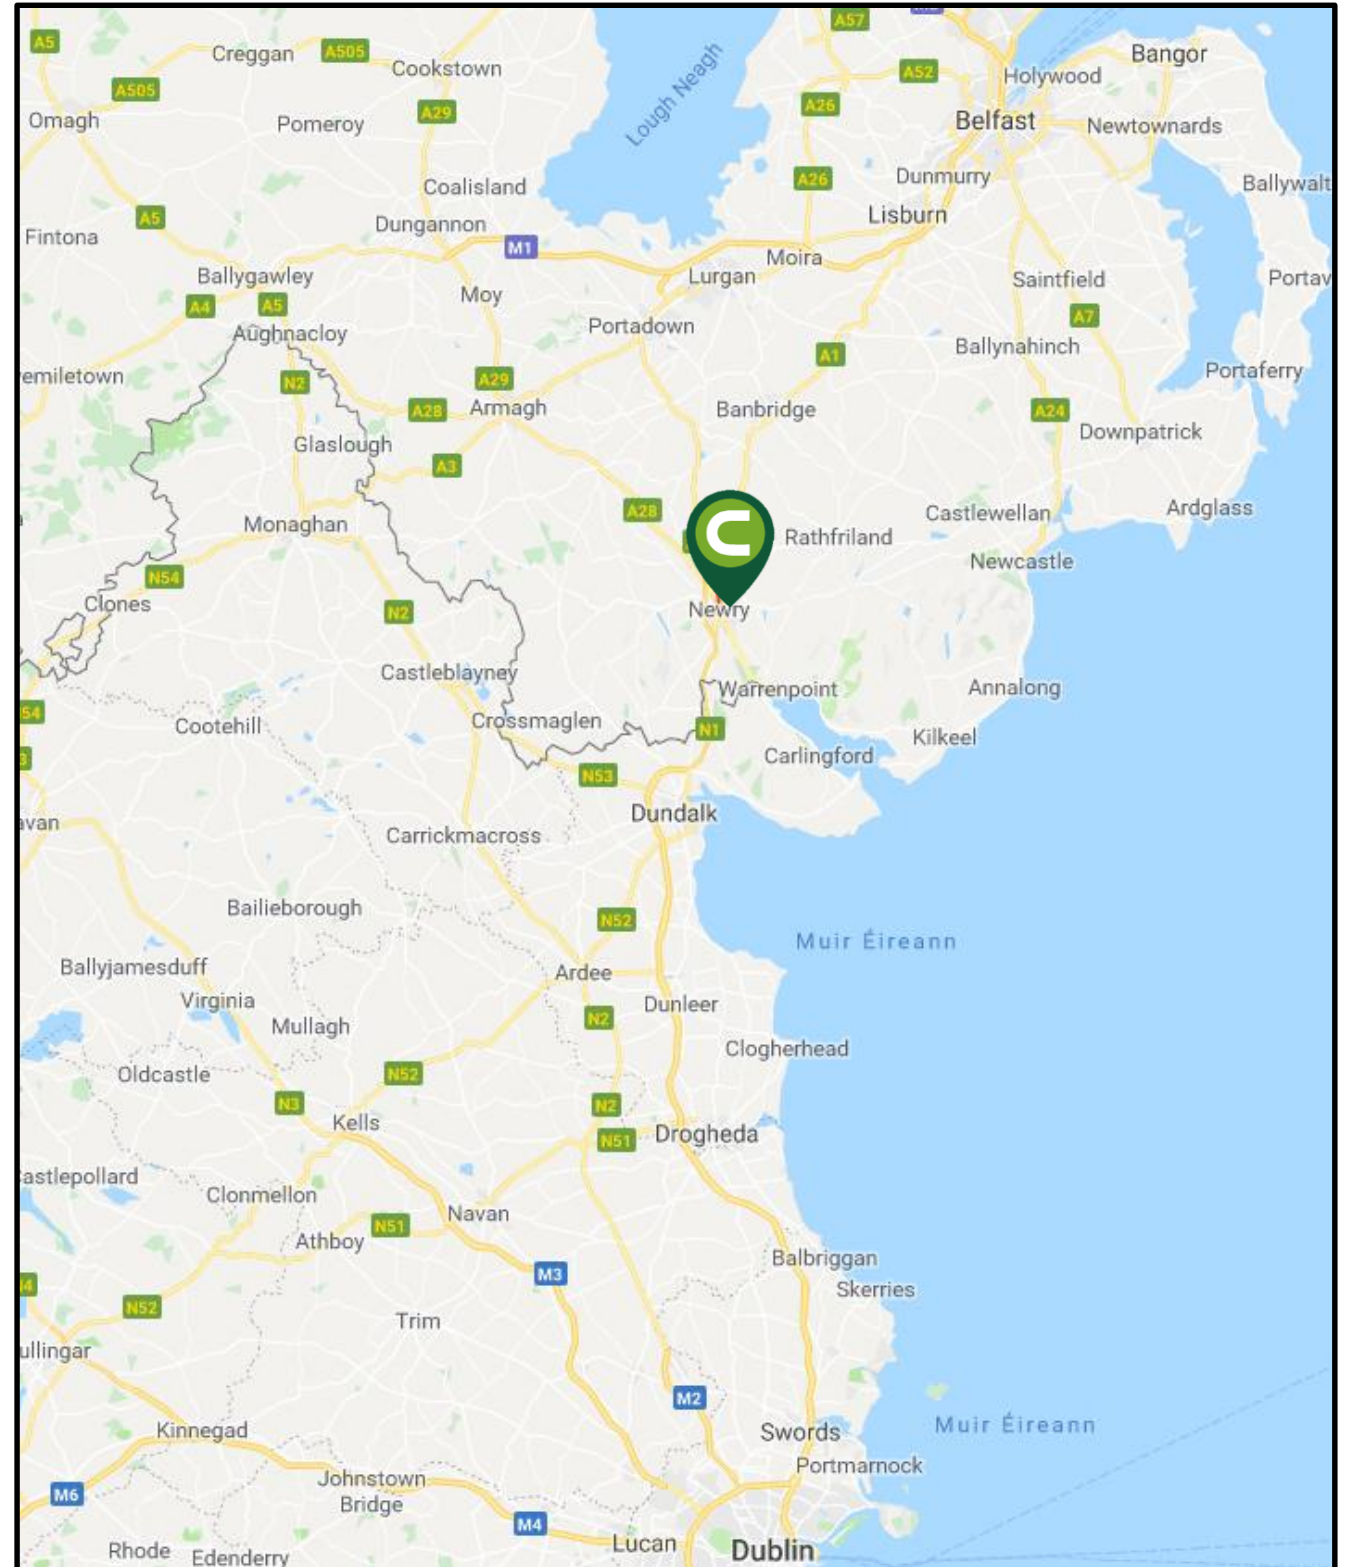 A57
A5
Creggan
A505
Cookstown
Bangor
A52
Holywood
A505
Omagh
A29
Pomeroy
Lough Neagh
A26
Belfast
Newtownards
Coalisland
A26
Dunmurry
Ballywalt
A5
Fintona
Dungannon
Lisburn
M1
Moira
Ballygawley
Lurgan
Saintfield
Portav
A4
A5
Moy
A7
Aughnacloy
Portadown
A1
Ballynahinch
emiletown
N2
A29
Portaferry
A28
Armagh
Banbridge
A24
Downpatrick
Glaslough
A3
Monaghan
A28
C
Rathfriland
Castlewellan
Ardglass
N54
Newcastle
Clones
N2
Newry
Castleblayney
Warrenpoint
Annalong
54
Cootehill
Crossmaglen
N1
Kilkeel
3
N53
Carlingford
avan
Dundalk
Carrickmacross
Bailieborough
N52
Muir Éireann
Ballyjamesduff
Ardee
Virginia
Dunleer
Mullagh
N2
Clogherhead
Oldcastle
N52
N3
Kells
N2
N51
Drogheda
astlepollard
Clonmellon
Navan
N51
Athboy
Balbriggan
M3
Skerries
N52
Trim
ullingar
M2
Kinnegad
Swords
Muir Éireann
Portmarnock
Johnstown
Bridge
M6
M4
Lucan
Dublin
Rhode
Edenderry